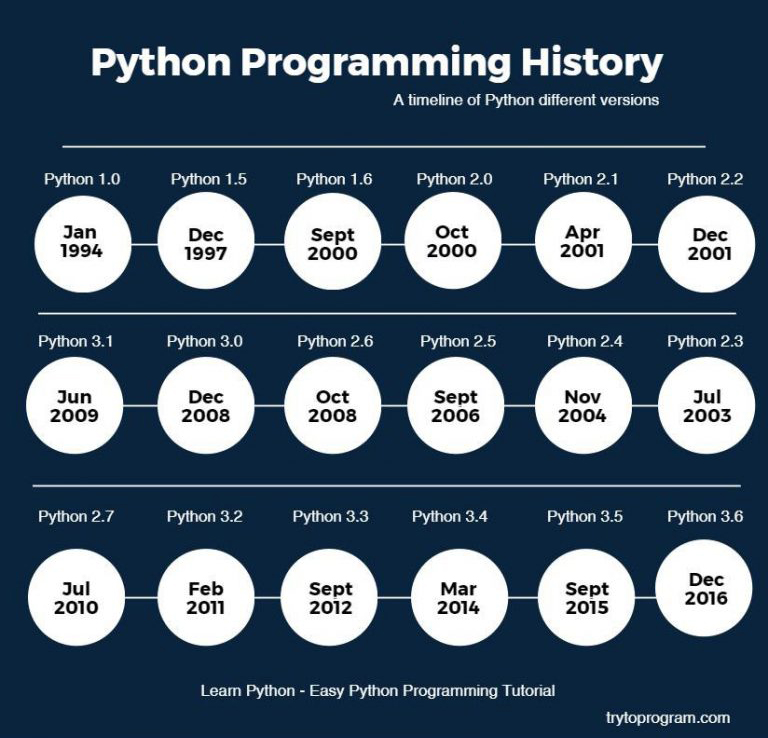 Python Programming History
A timeline of Python different versions
Python 1.0 Python 1.5 Python 1.6 Python 2.0 Python 2.1 Python 2.2
Jan Dec Sept Oct Apr Dec
1994 1997 2000 2000 2001 2001
Python 3.1 Python 3.0 Python 2.6 Python 2.5 Python 2.4 Python 2.3
Jun Dec Oct Sept Nov Jul
2009 2008 2008 2006 2004 2003
Python 2.7 Python 3.2 Python 3.3 Python 3.4 Python 3.5 Python 3.6
Jul Feb Sept Mar Sept Dec
2010 2011 2012 2014 2015 2016
Learn Python - Easy Python Programming Tutorial
trytoprogram.com